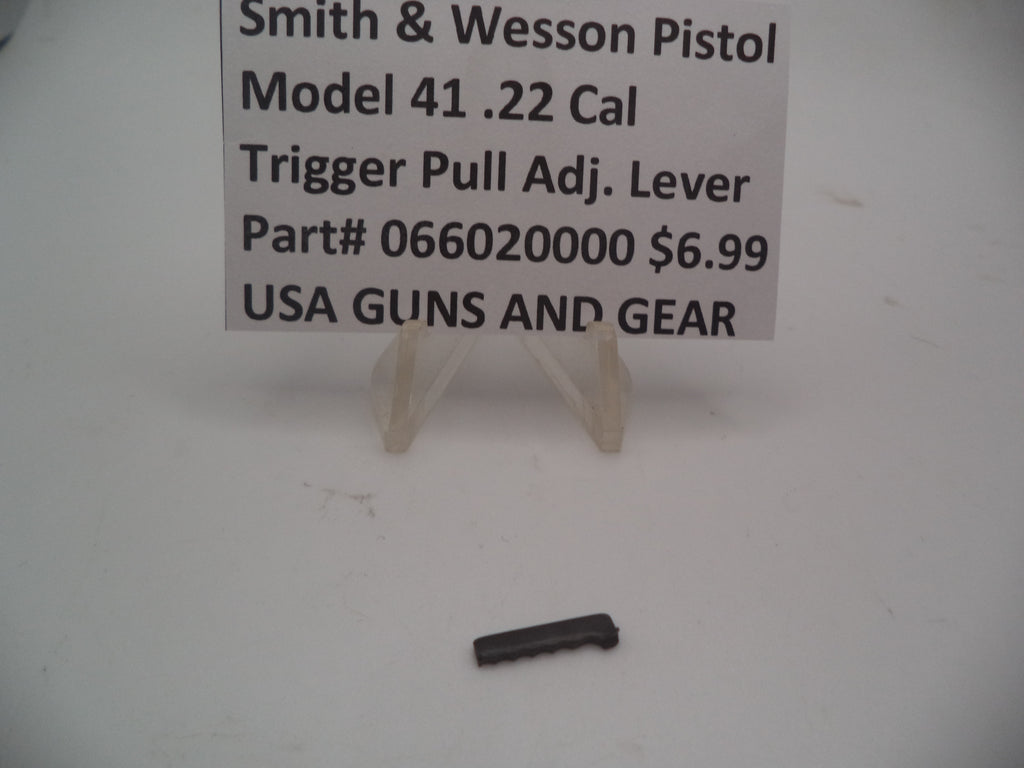 Smith & Wesson Pistol
Model 41 .22 Cal
Trigger Pull Adj. Lever
Part# 066020000 $6.99
USA GUNS AND GEAR